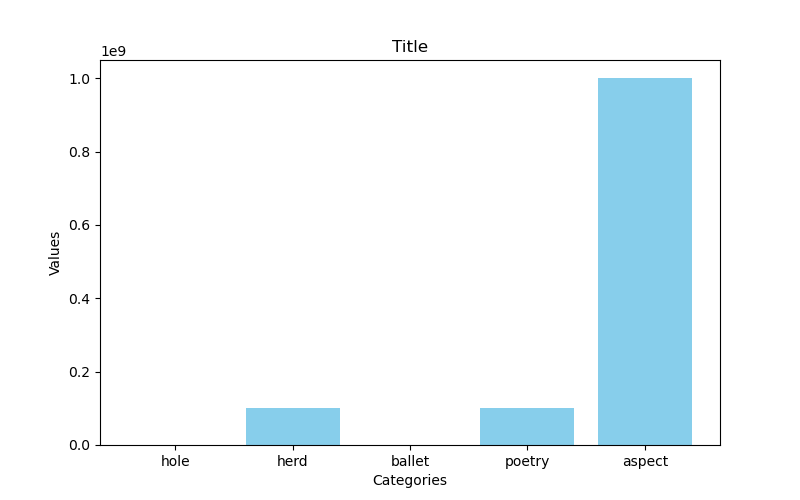 Title
1e9
1.0
0.8
0.6
0.4
0.2
0.0
Values
hole herd ballet poetry aspect
Categories